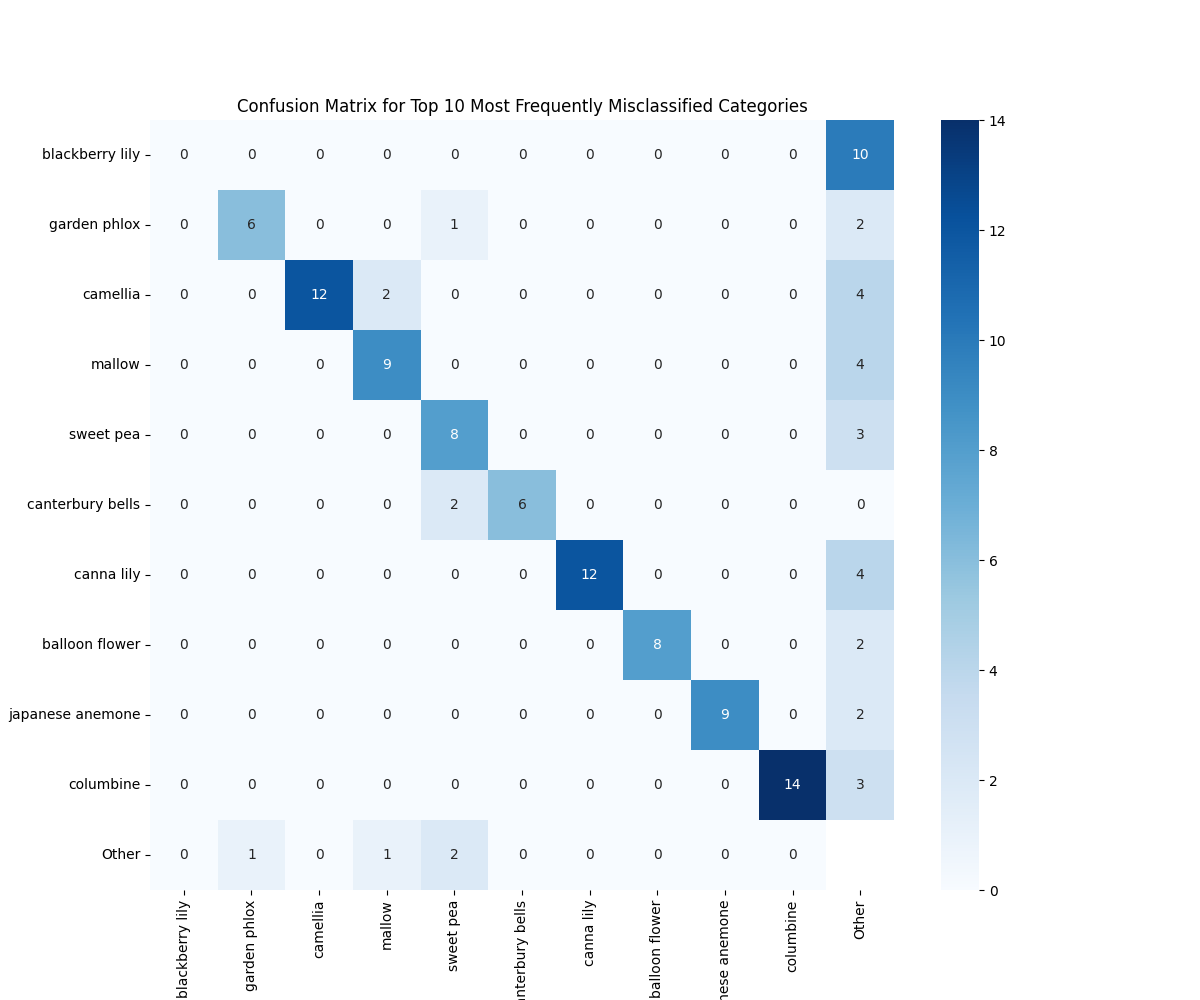 Confusion Matrix for Top 10 Most Frequently Misclassified Categories
blackberry lily 0 0 0 0 0 0 0 0 0 0 10
garden phlox 0 6 0 0 1 0 0 0 0 0 2
camellia 0 0 12 2 0 0 0 0 0 0 4
mallow 0 0 0 9 0 0 0 0 0 0 4
sweet pea 0 0 0 0 8 0 0 0 0 0 3
canterbury bells 0 0 0 0 2 6 0 0 0 0 0
canna lily 0 0 0 0 0 0 12 0 0 0 4
balloon flower 0 0 0 0 0 0 0 8 0 0 2
japanese anemone 0 0 0 0 0 0 0 0 9 0 2
columbine 0 0 0 0 0 0 0 0 0 14 3
Other 0 1 0 1 2 0 0 0 0 0
blackberry lily
garden phlox
camellia
mallow
sweet pea
anterbury bells
canna lily
balloon flower
nese anemone
columbine
Other
14
12
10
8
6
4
2
0